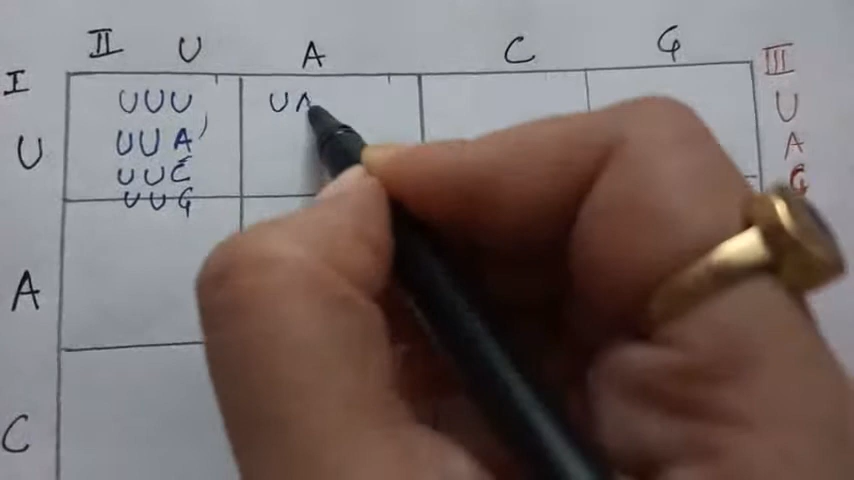 II U A C G III
I UUU UA U
U UUA A
UUC G
UUG
A
C